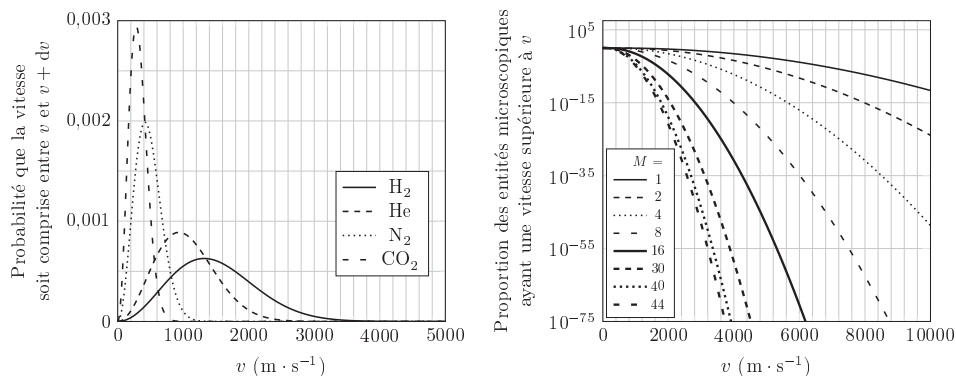 Probabilité que la vitesse
soit comprise entre v et v + dv
0,003
0,002
0,001
0
0 1000 2000 3000 4000 5000
v (m · s⁻¹)
H₂
He
N₂
CO₂
Proportion des entités microscopiques
ayant une vitesse supérieure à v
10⁵
10⁻¹⁵
10⁻³⁵
10⁻⁵⁵
10⁻⁷⁵
0 2000 4000 6000 8000 10000
v (m · s⁻¹)
M =
1
2
4
8
16
30
40
44